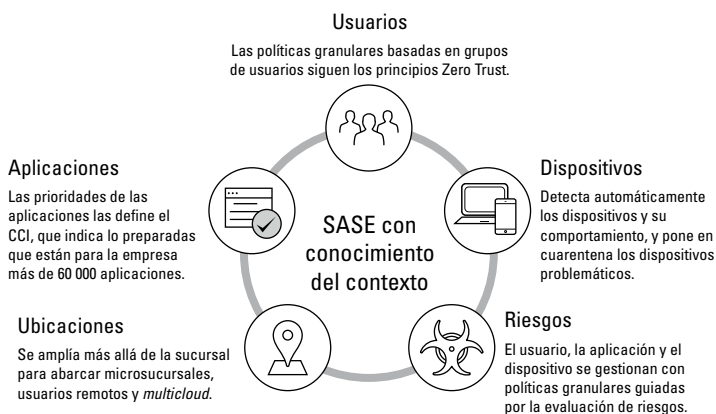 Usuarios
Las políticas granulares basadas en grupos
de usuarios siguen los principios Zero Trust.
Aplicaciones
Las prioridades de las
aplicaciones las define el
CCI, que indica lo preparadas
que están para la empresa
más de 60 000 aplicaciones.
SASE con
conocimiento
del contexto
Dispositivos
Detecta automáticamente
los dispositivos y su
comportamiento, y pone en
cuarentena los dispositivos
problemáticos.
Ubicaciones
Se amplía más allá de la sucursal
para abarcar microsucursales,
usuarios remotos y multicloud.
Riesgos
El usuario, la aplicación y el
dispositivo se gestionan con
políticas granulares guiadas
por la evaluación de riesgos.